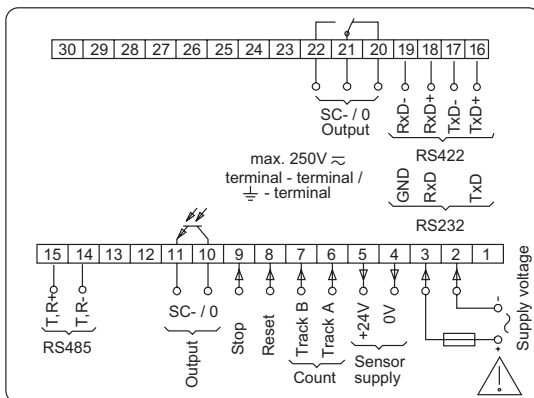 30 29 28 27 26 25 24 23 22 21 20 19 18 17 16
SC- / 0
Output
RxD-
RxD+
TxD-
TxD+
RS422
max. 250V ⎓
terminal - terminal /
⏚ - terminal
GND
RxD
TxD
RS232
15 14 13 12 11 10 9 8 7 6 5 4 3 2 1
T,R+
T,R-
RS485
SC- / 0
Output
Stop
Reset
Track B
Track A
Count
+24V
0V
Sensor
supply
-
~
+
Supply voltage
!